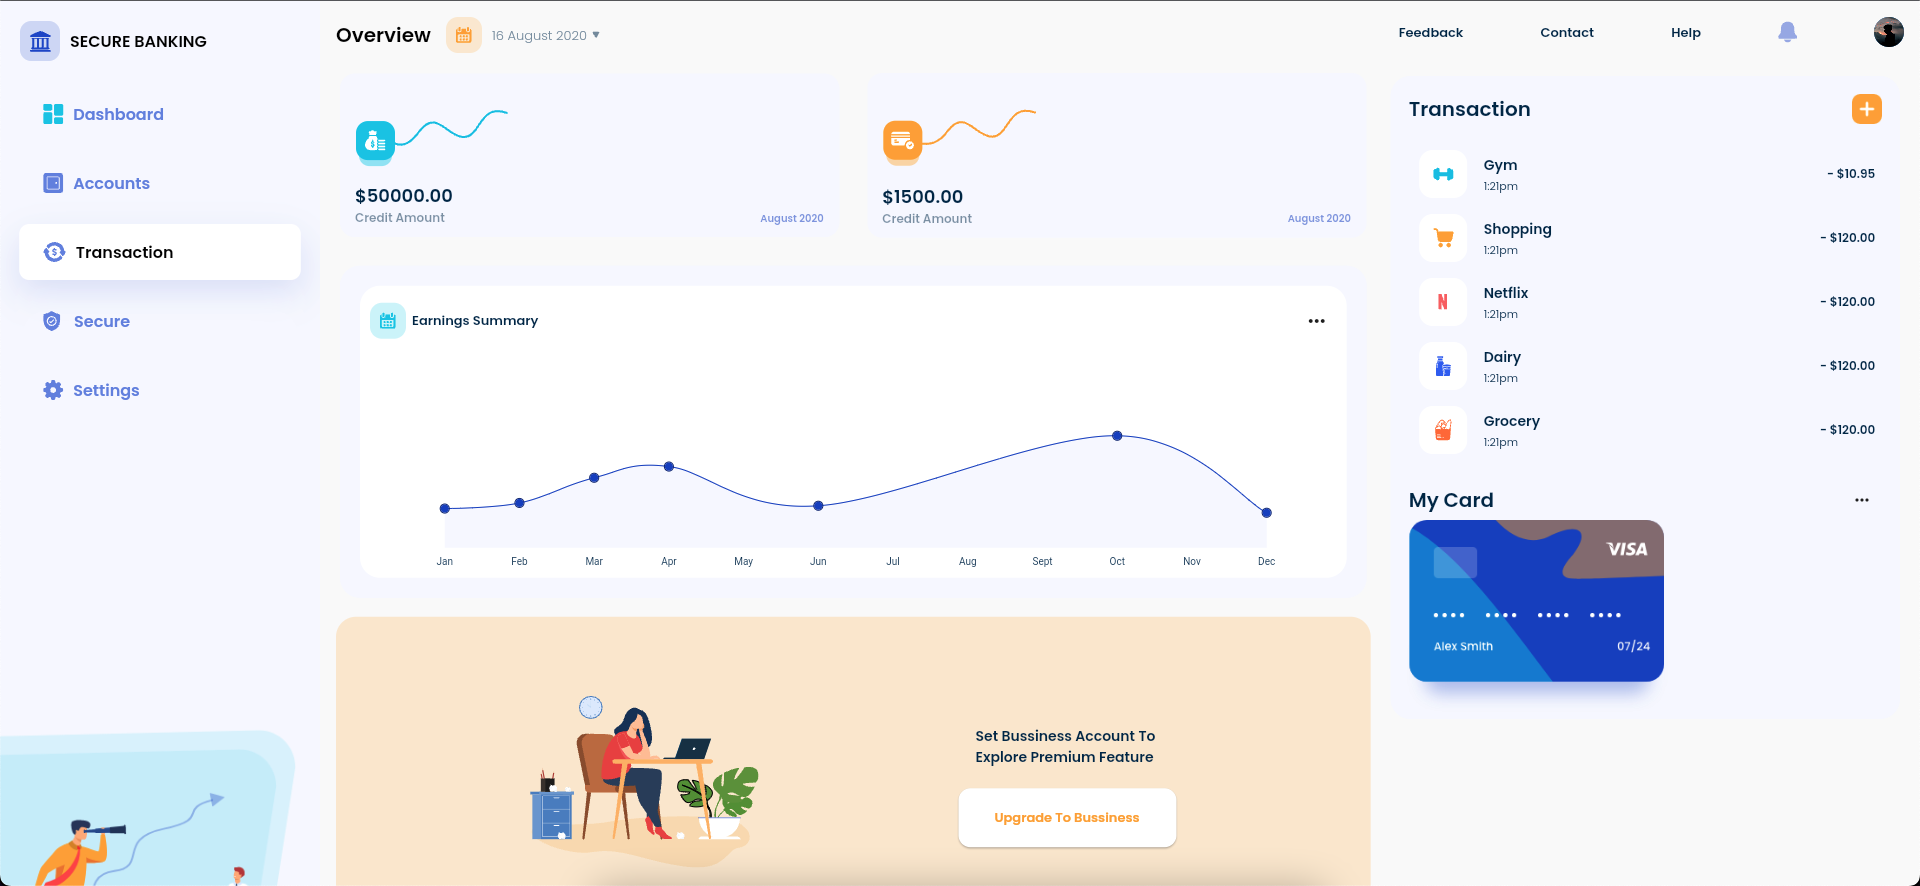 SECURE BANKING
Dashboard
Accounts
Transaction
Secure
Settings
Overview
16 August 2020
Feedback
Contact
Help
$50000.00
Credit Amount
August 2020
$1500.00
Credit Amount
August 2020
Earnings Summary
Jan Feb Mar Apr May Jun Jul Aug Sept Oct Nov Dec
Set Bussiness Account To
Explore Premium Feature
Upgrade To Bussiness
Transaction
Gym
1:21pm
- $10.95
Shopping
1:21pm
- $120.00
Netflix
1:21pm
- $120.00
Dairy
1:21pm
- $120.00
Grocery
1:21pm
- $120.00
My Card
VISA
Alex Smith
07/24